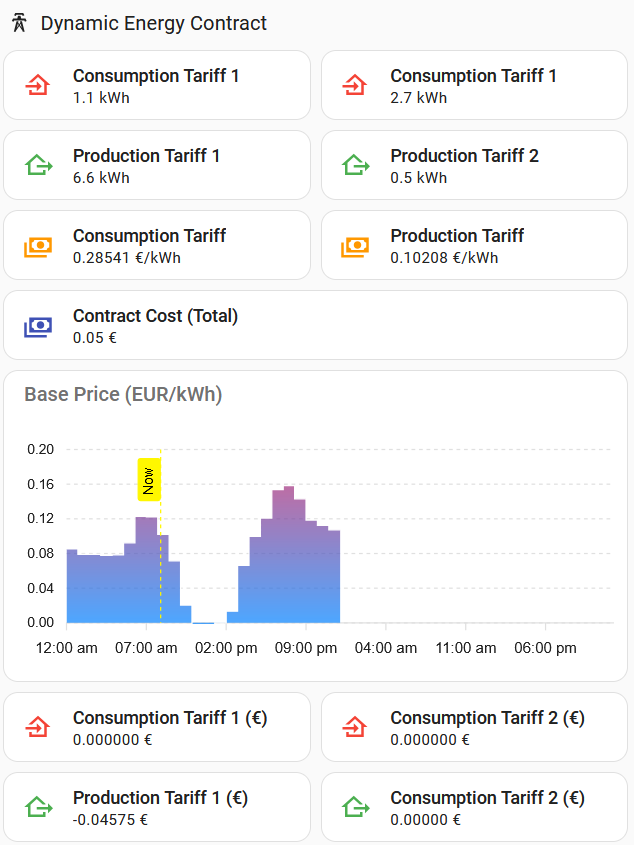 Dynamic Energy Contract
Consumption Tariff 1
1.1 kWh
Consumption Tariff 1
2.7 kWh
Production Tariff 1
6.6 kWh
Production Tariff 2
0.5 kWh
Consumption Tariff
0.28541 €/kWh
Production Tariff
0.10208 €/kWh
Contract Cost (Total)
0.05 €
Base Price (EUR/kWh)
0.20
0.16
0.12
0.08
0.04
0.00
Now
12:00 am 07:00 am 02:00 pm 09:00 pm 04:00 am 11:00 am 06:00 pm
Consumption Tariff 1 (€)
0.000000 €
Consumption Tariff 2 (€)
0.000000 €
Production Tariff 1 (€)
-0.04575 €
Consumption Tariff 2 (€)
0.00000 €